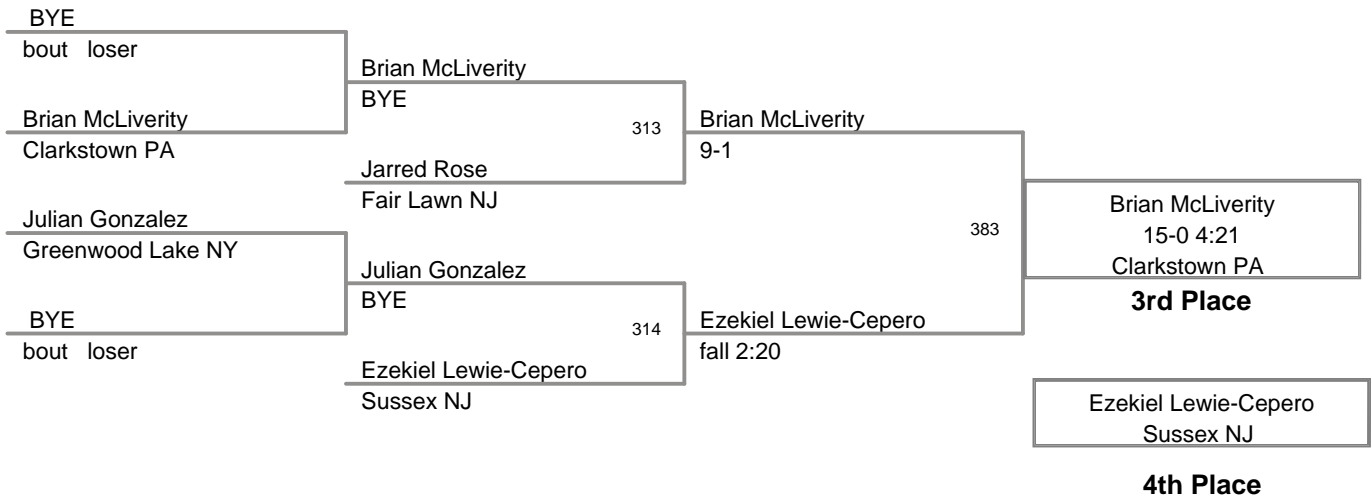 BYE
bout loser
Brian McLiverity
BYE
Brian McLiverity
Clarkstown PA
313
Brian McLiverity
9-1
Jarred Rose
Fair Lawn NJ
Julian Gonzalez
Greenwood Lake NY
383
Brian McLiverity
15-0 4:21
Clarkstown PA
3rd Place
Julian Gonzalez
BYE
BYE
bout loser
314
Ezekiel Lewie-Cepero
fall 2:20
Ezekiel Lewie-Cepero
Sussex NJ
Ezekiel Lewie-Cepero
Sussex NJ
4th Place